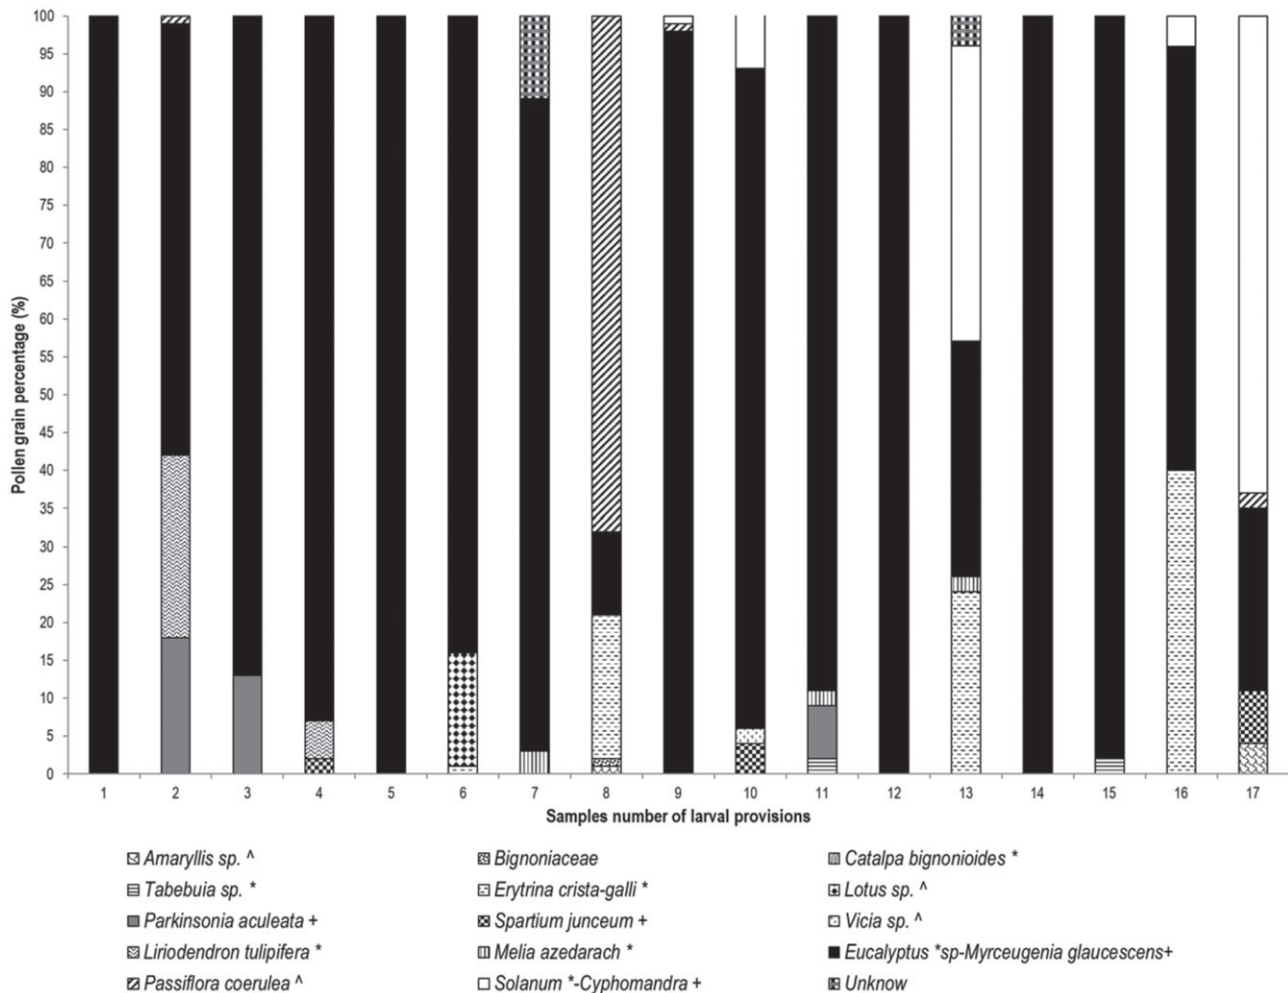 100
95
90
85
80
75
70
65
60
55
50
45
40
35
30
25
20
15
10
5
0
Pollen grain percentage (%)
1 2 3 4 5 6 7 8 9 10 11 12 13 14 15 16 17
Samples number of larval provisions
Amaryllis sp. ^ Bignoniaceae Catalpa bignonioides *
Tabebuia sp. * Erytrina crista-galli * Lotus sp. ^
Parkinsonia aculeata + Spartium junceum + Vicia sp. ^
Liriodendron tulipifera * Melia azedarach * Eucalyptus *sp-Myrceugenia glaucescens+
Passiflora coerulea ^ Solanum *-Cyphomandra + Unknow